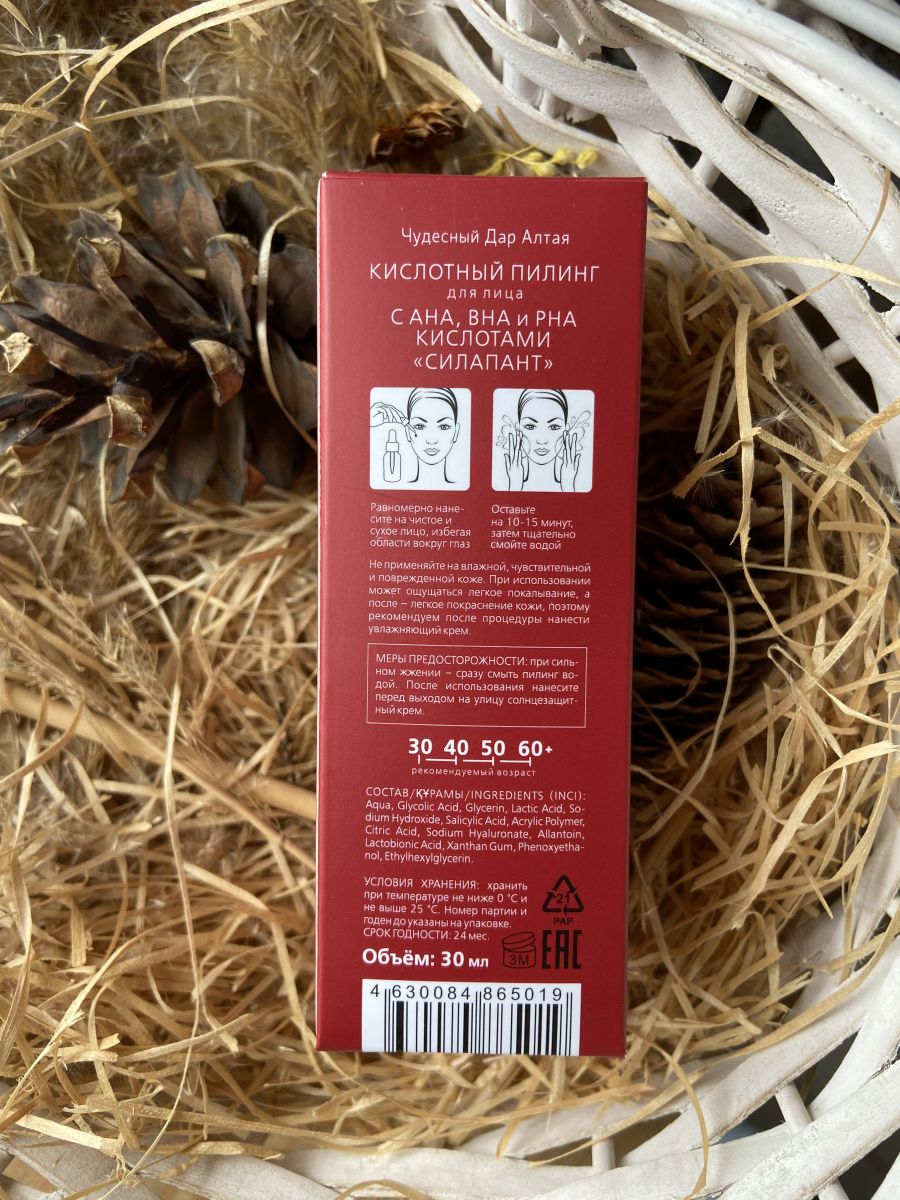 Чудесный Дар Алтая
КИСЛОТНЫЙ ПИЛИНГ
для лица
С AHA, BHA и PHA
КИСЛОТАМИ
«СИЛАПАНТ»
Равномерно нане-
сите на чистое и
сухое лицо, избегая
области вокруг глаз
Оставьте
на 10-15 минут,
затем тщательно
смойте водой
Не применяйте на влажной, чувствительной
и поврежденной коже. При использовании
может ощущаться легкое покалывание, а
после – легкое покраснение кожи, поэтому
рекомендуем после процедуры нанести
увлажняющий крем.
МЕРЫ ПРЕДОСТОРОЖНОСТИ: при силь-
ном жжении – сразу смыть пилинг во-
дой. После использования нанесите
перед выходом на улицу солнцезащит-
ный крем.
30 40 50 60+
рекомендуемый возраст
СОСТАВ/ҚҰРАМЫ/INGREDIENTS (INCI):
Aqua, Glycolic Acid, Glycerin, Lactic Acid, So-
dium Hydroxide, Salicylic Acid, Acrylic Polymer,
Citric Acid, Sodium Hyaluronate, Allantoin,
Lactobionic Acid, Xanthan Gum, Phenoxyetha-
nol, Ethylhexylglycerin.
УСЛОВИЯ ХРАНЕНИЯ: хранить
при температуре не ниже 0 °С и
не выше 25 °С. Номер партии и
годен до указаны на упаковке.
СРОК ГОДНОСТИ: 24 мес.
21
PAP
Объём: 30 мл
3М
EAC
4 630084 865019